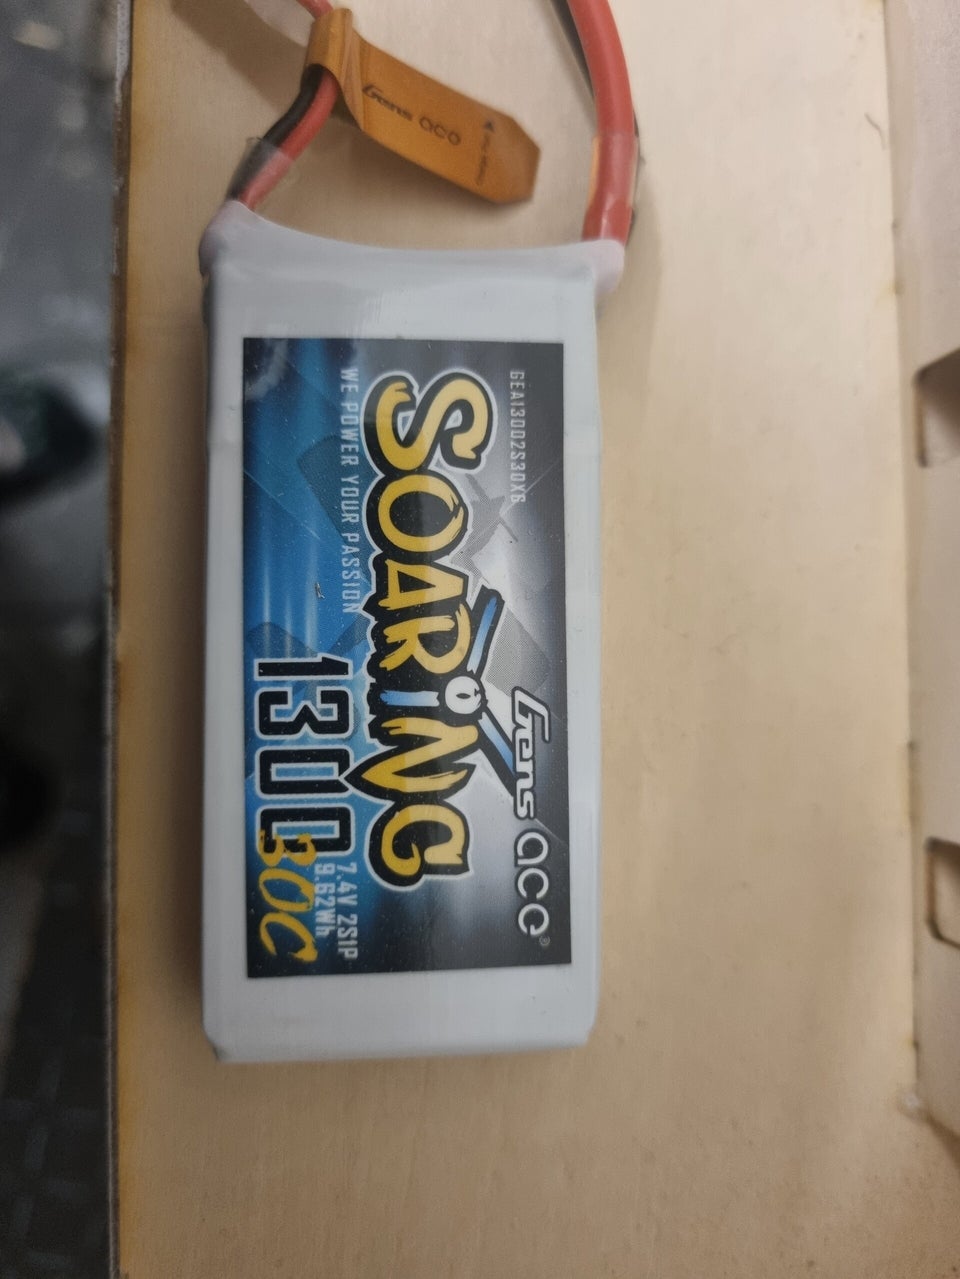 Gens ace
GEA13002S30X6
Gens ace®
SOARING
WE POWER YOUR PASSION
1300
7.4V 2S1P
9.62Wh
30C